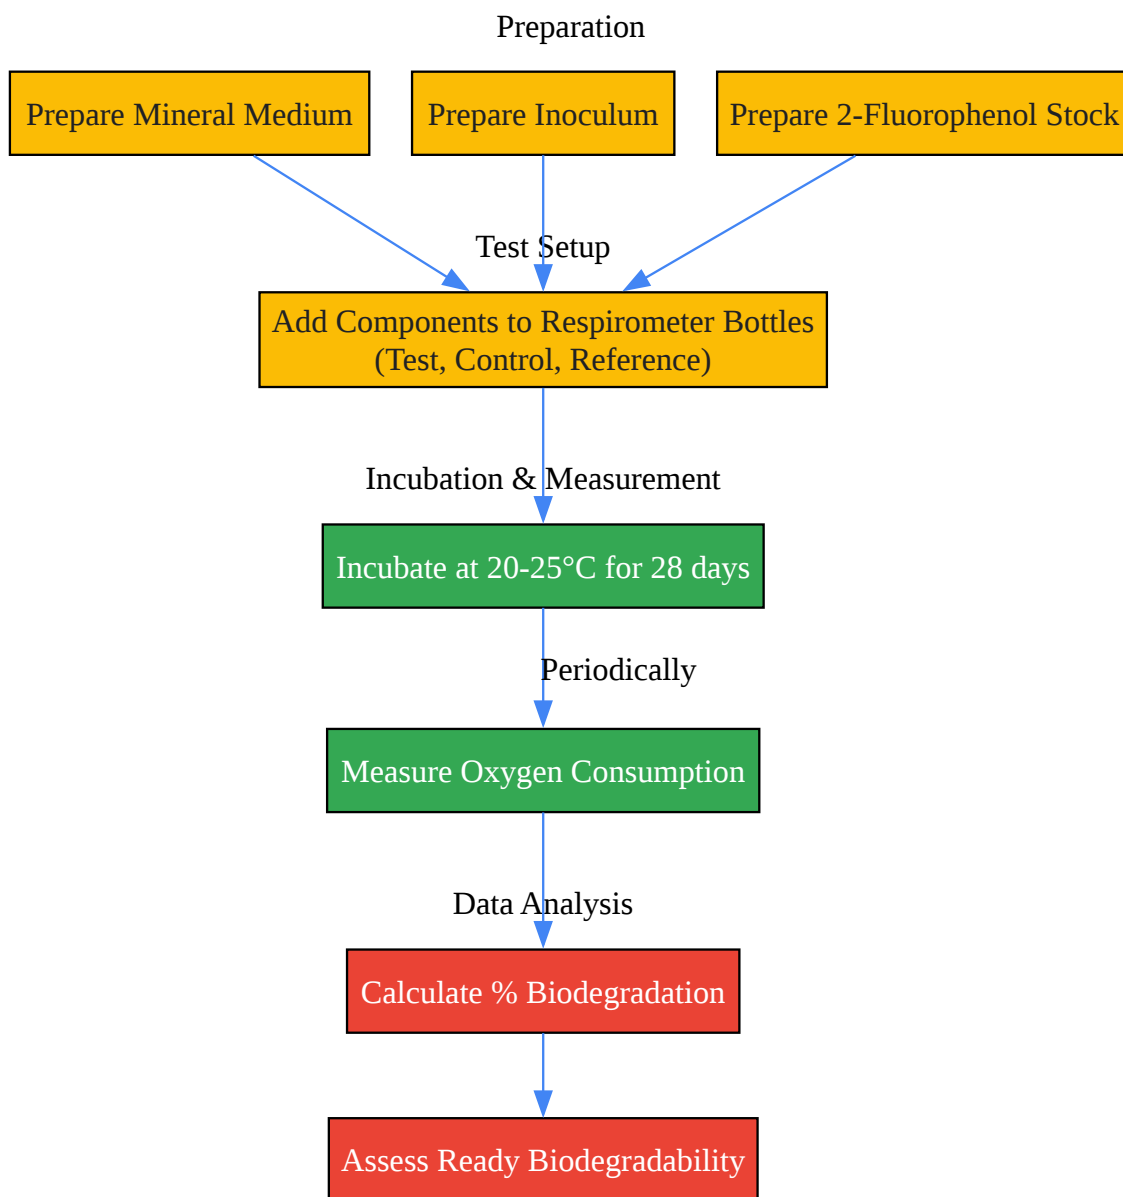 Preparation
Prepare Mineral Medium
Prepare Inoculum
Prepare 2-Fluorophenol Stock
Test Setup
Add Components to Respirometer Bottles
(Test, Control, Reference)
Incubation & Measurement
Incubate at 20-25°C for 28 days
Periodically
Measure Oxygen Consumption
Data Analysis
Calculate % Biodegradation
Assess Ready Biodegradability